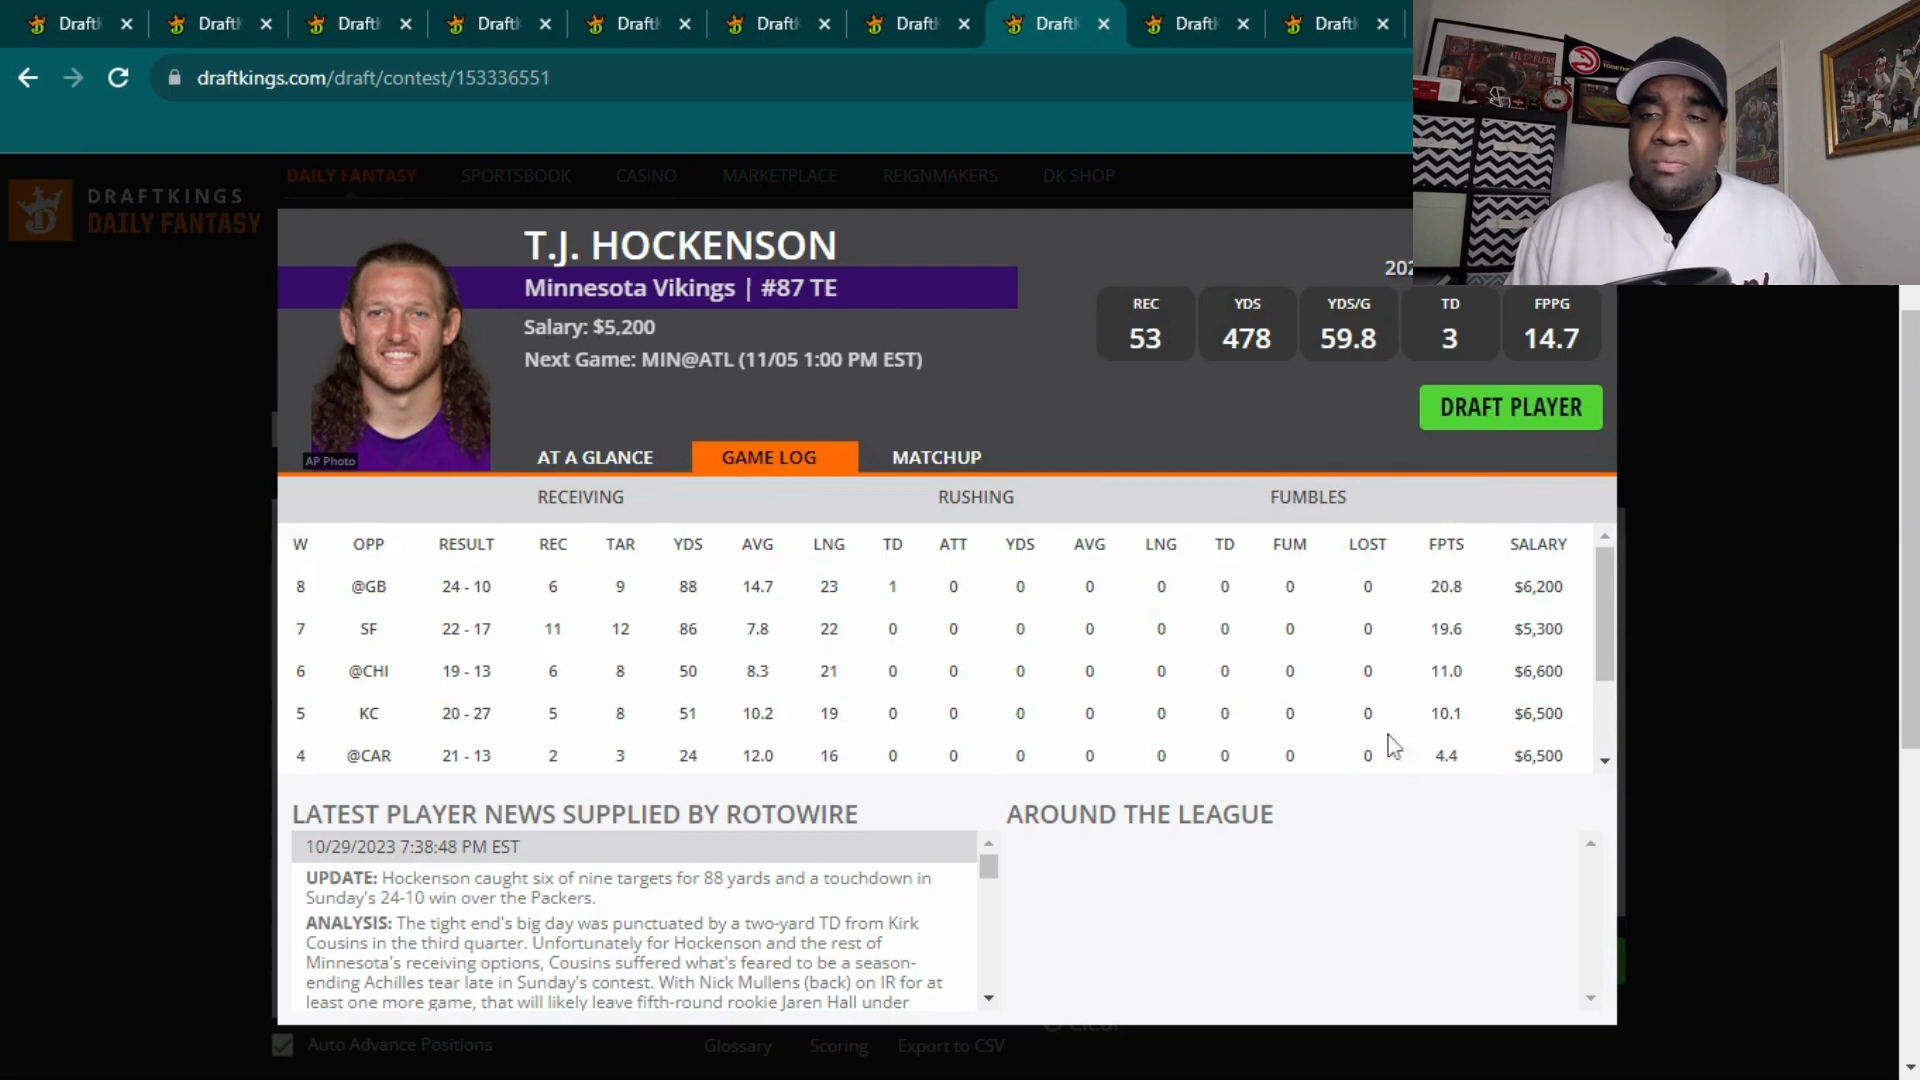 Draft
Draft
Draft
Draft
Draft
Draft
Draft
Draft
Draft
Draft
draftkings.com/draft/contest/153336551
DRAFTKINGS
DAILY FANTASY
DAILY FANTASY SPORTSBOOK CASINO MARKETPLACE REIGNMAKERS DK SHOP
T.J. HOCKENSON
Minnesota Vikings | #87 TE
Salary: $5,200
Next Game: MIN@ATL (11/05 1:00 PM EST)
AP Photo
202
REC YDS YDS/G TD FPPG
53 478 59.8 3 14.7
DRAFT PLAYER
AT A GLANCE GAME LOG MATCHUP
RECEIVING RUSHING FUMBLES
W OPP RESULT REC TAR YDS AVG LNG TD ATT YDS AVG LNG TD FUM LOST FPTS SALARY
8 @GB 24 - 10 6 9 88 14.7 23 1 0 0 0 0 0 0 0 20.8 $6,200
7 SF 22 - 17 11 12 86 7.8 22 0 0 0 0 0 0 0 0 19.6 $5,300
6 @CHI 19 - 13 6 8 50 8.3 21 0 0 0 0 0 0 0 0 11.0 $6,600
5 KC 20 - 27 5 8 51 10.2 19 0 0 0 0 0 0 0 0 10.1 $6,500
4 @CAR 21 - 13 2 3 24 12.0 16 0 0 0 0 0 0 0 0 4.4 $6,500
LATEST PLAYER NEWS SUPPLIED BY ROTOWIRE
10/29/2023 7:38:48 PM EST
UPDATE: Hockenson caught six of nine targets for 88 yards and a touchdown in
Sunday's 24-10 win over the Packers.
ANALYSIS: The tight end's big day was punctuated by a two-yard TD from Kirk
Cousins in the third quarter. Unfortunately for Hockenson and the rest of
Minnesota's receiving options, Cousins suffered what's feared to be a season-
ending Achilles tear late in Sunday's contest. With Nick Mullens (back) on IR for at
least one more game, that will likely leave fifth-round rookie Jaren Hall under
AROUND THE LEAGUE
Auto Advance Positions
Glossary Scoring Export to CSV
Clear